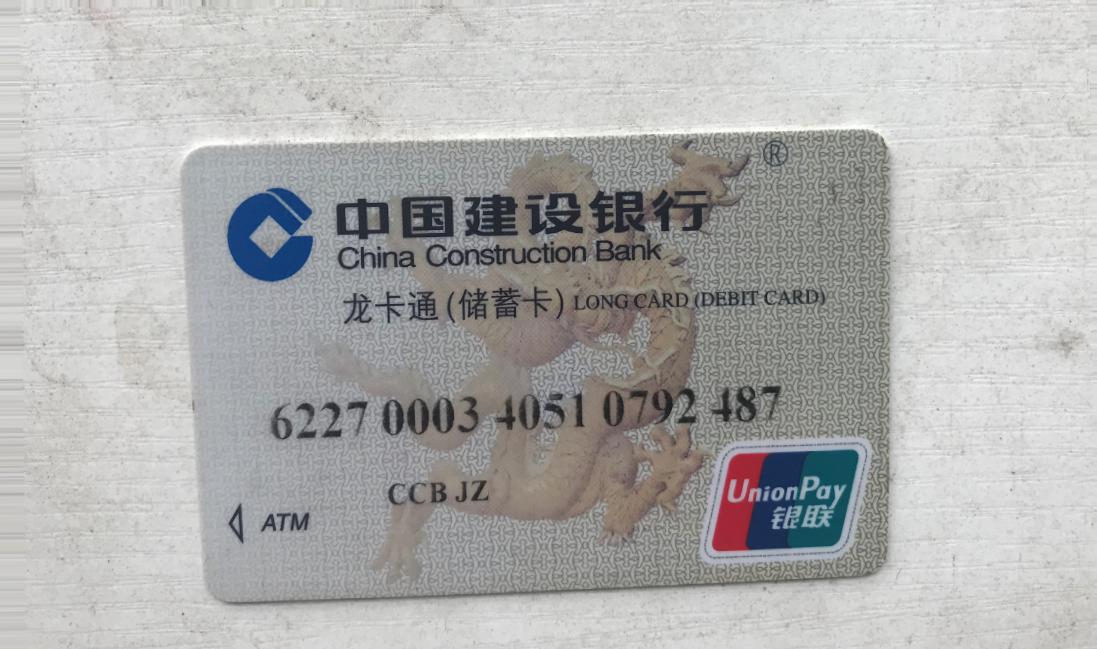 ®
中国建设银行
China Construction Bank
龙卡通(储蓄卡) LONG CARD (DEBIT CARD)
6227 0003 4051 0792 487
CCB JZ
ATM
UnionPay
银联